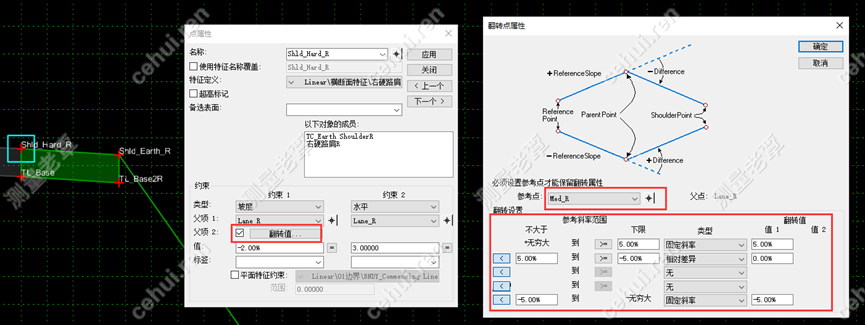 Shld_Hard_R
Shld_Earth_R
TL_Base
TL_Base2R
点属性
名称:
Shld_Hard_R
应用
使用特征名称覆盖:
Shld_Hard_R
关闭
特征定义:
Linear\横断面特征\右硬路肩
< 上一个
超高标记
下一个 >
备选表面:
以下对象的成员:
TC_Earth ShoulderR
右硬路肩R
约束
约束 1
约束 2
类型:
坡度
水平
父项 1:
Lane_R
Lane_R
父项 2:
翻转值...
值:
-2.00%
=
3.00000
=
标签:
平面特征约束:
Linear\01边界\BNDY_Commencing Line
范围:
0.00000
翻转点属性
确定
取消
+ReferenceSlope
-Difference
Reference Point
ParentPoint
ShoulderPoint
-ReferenceSlope
+Difference
必须设置参考点才能保留翻转属性
参考点:
Med_R
父点:
Lane_R
翻转设置
参考斜率范围
翻转值
不大于
下限
类型
值 1
值 2
+无穷大
到
>=
5.00%
固定斜率
5.00%
<
5.00%
到
>=
-5.00%
相对差异
0.00%
<
到
>=
无
<
到
>=
无
<
-5.00%
到
-无穷大
固定斜率
-5.00%
测量老覃
cehui.ren